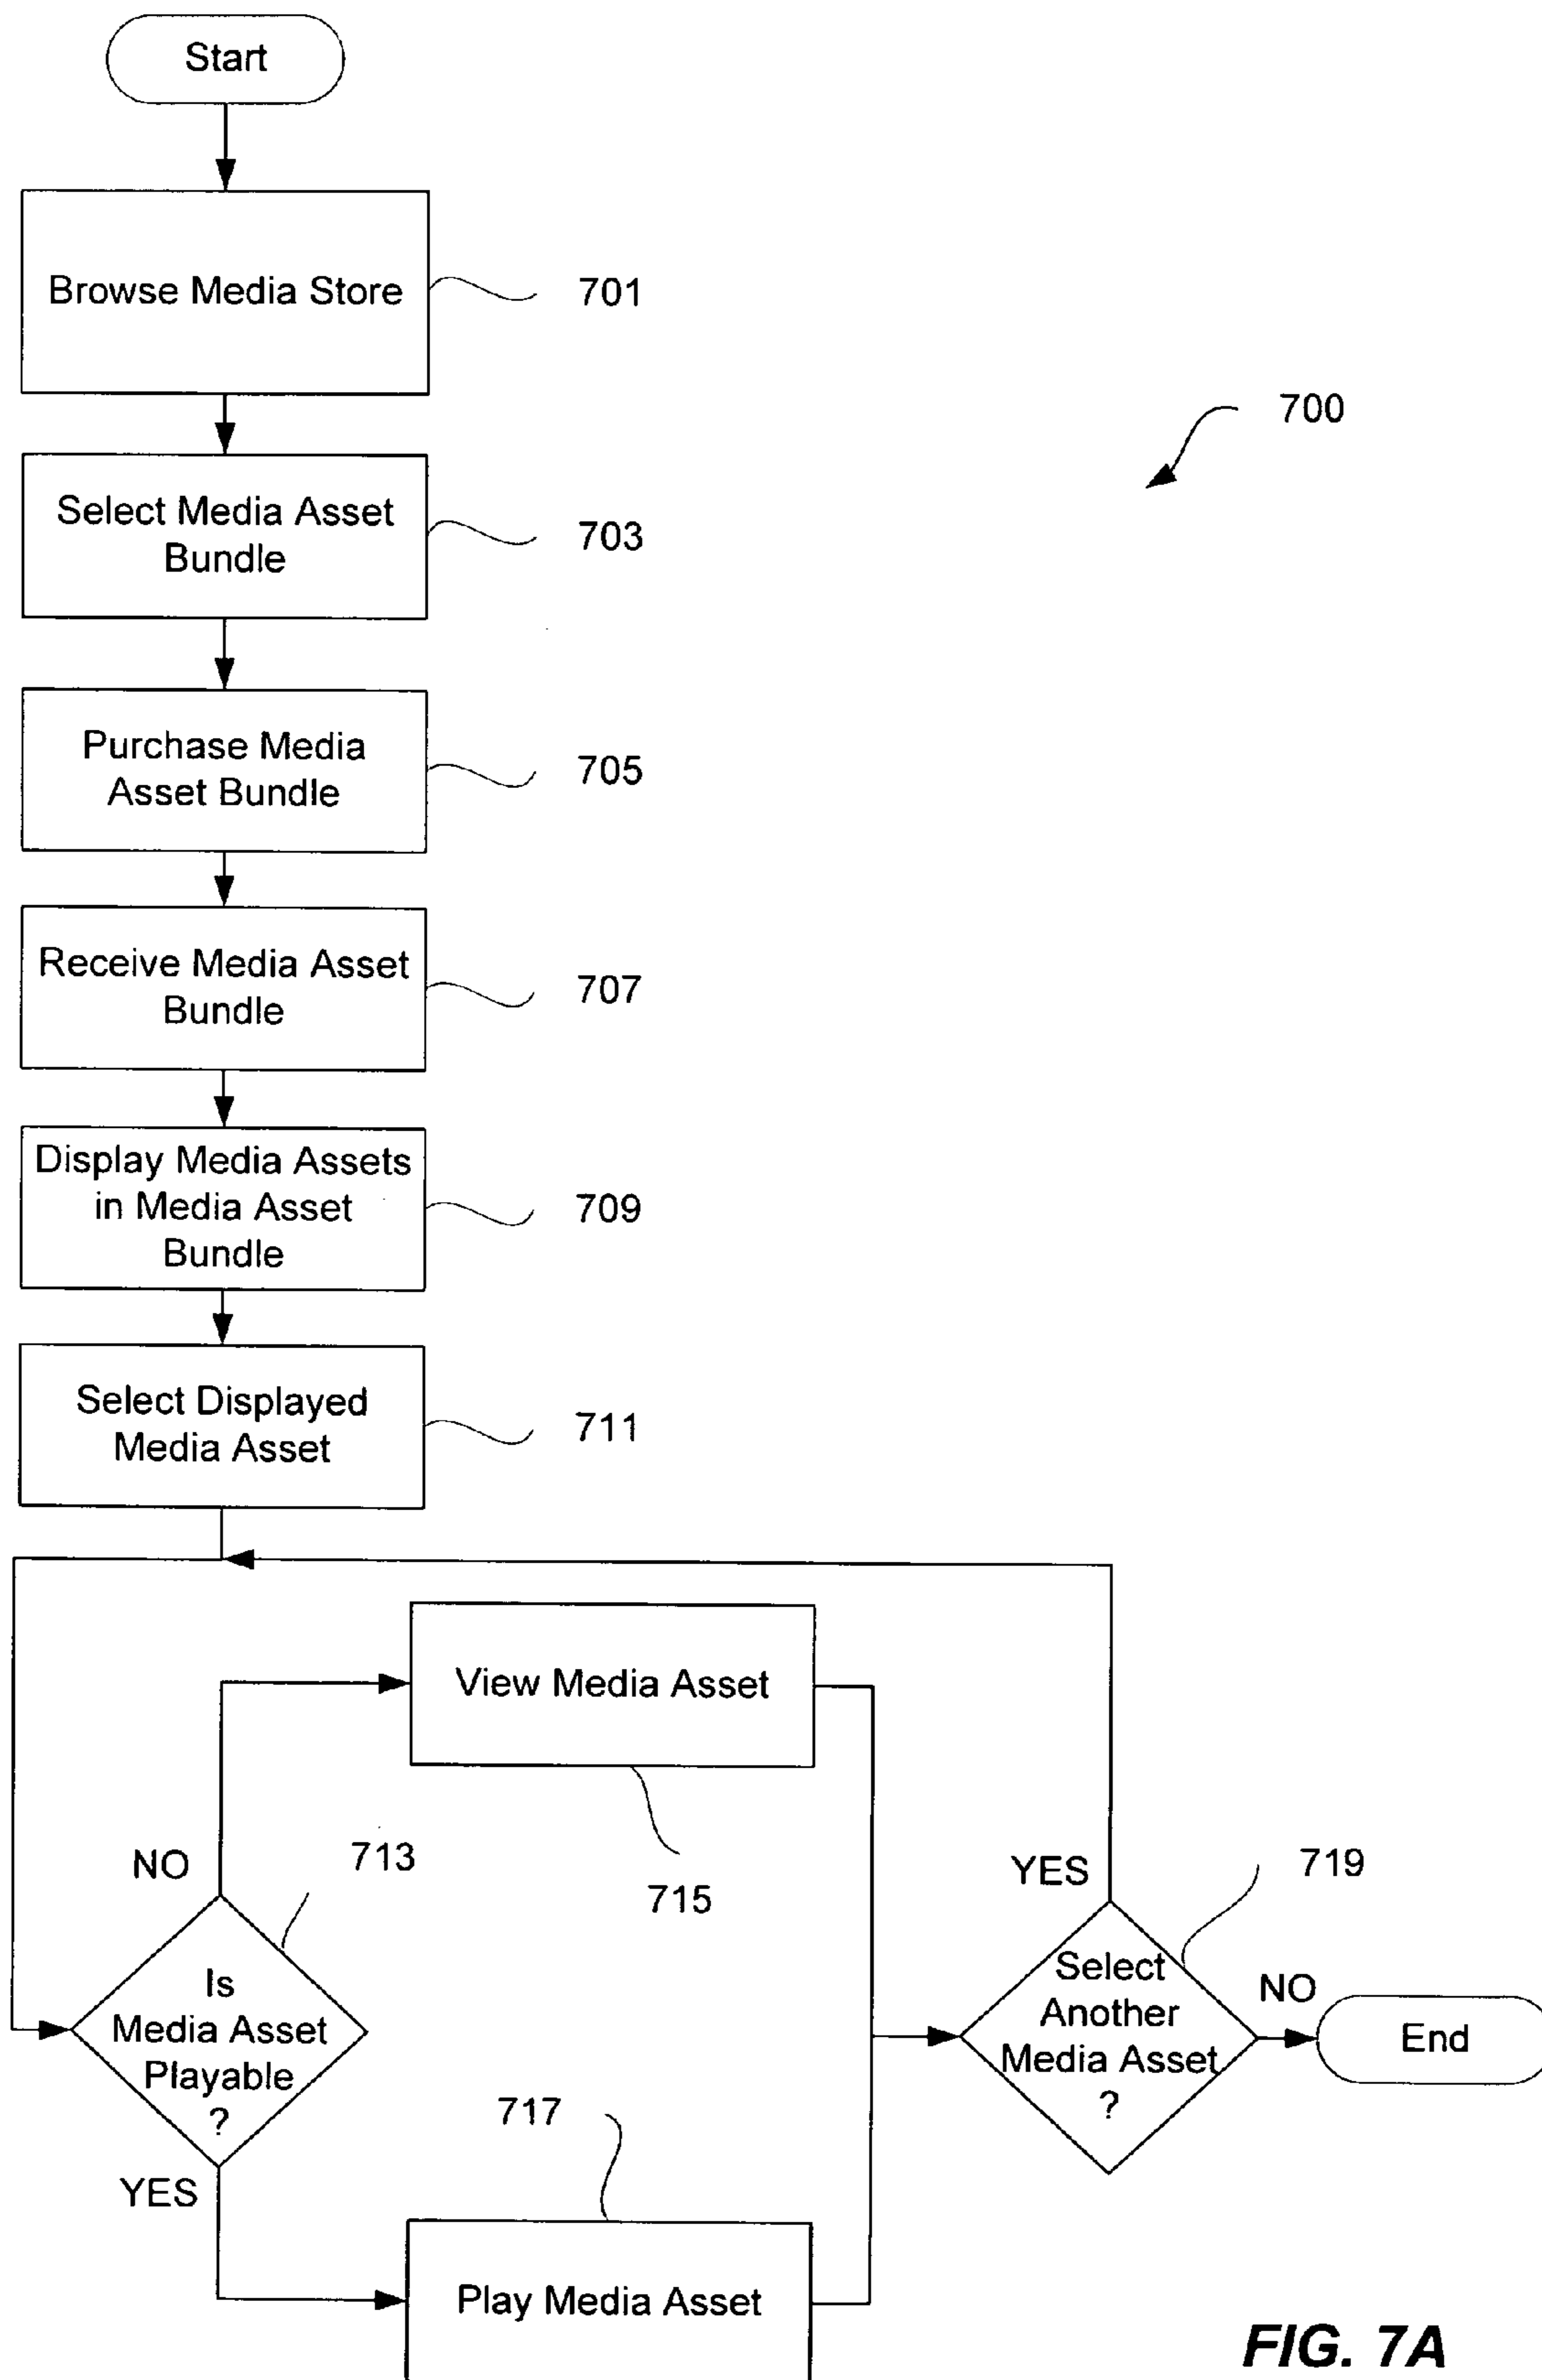 Start
Browse Media Store
701
700
Select Media Asset
Bundle
703
Purchase Media
Asset Bundle
705
Receive Media Asset
Bundle
707
Display Media Assets
in Media Asset
Bundle
709
Select Displayed
Media Asset
711
View Media Asset
715
NO
713
Is
Media Asset
Playable
?
YES
717
Play Media Asset
YES
719
Select
Another
Media Asset
?
NO
End
FIG. 7A